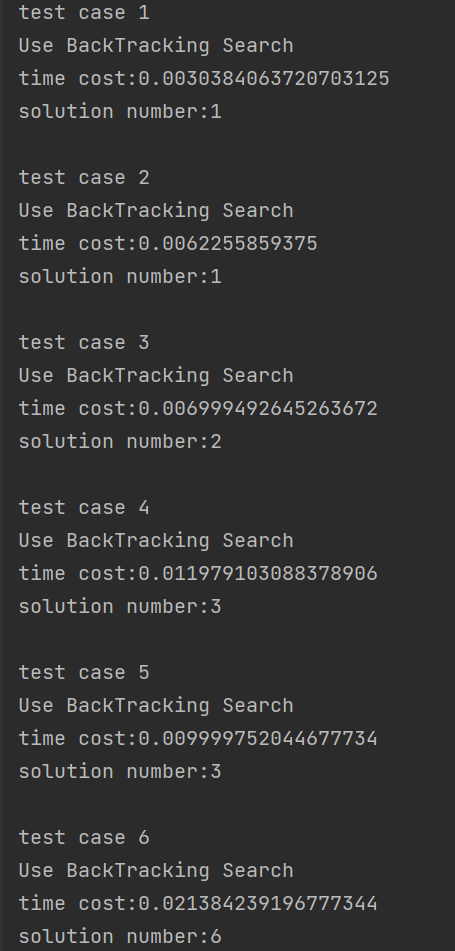 test case 1
Use BackTracking Search
time cost:0.0030384063720703125
solution number:1
test case 2
Use BackTracking Search
time cost:0.0062255859375
solution number:1
test case 3
Use BackTracking Search
time cost:0.006999492645263672
solution number:2
test case 4
Use BackTracking Search
time cost:0.011979103088378906
solution number:3
test case 5
Use BackTracking Search
time cost:0.009999752044677734
solution number:3
test case 6
Use BackTracking Search
time cost:0.021384239196777344
solution number:6